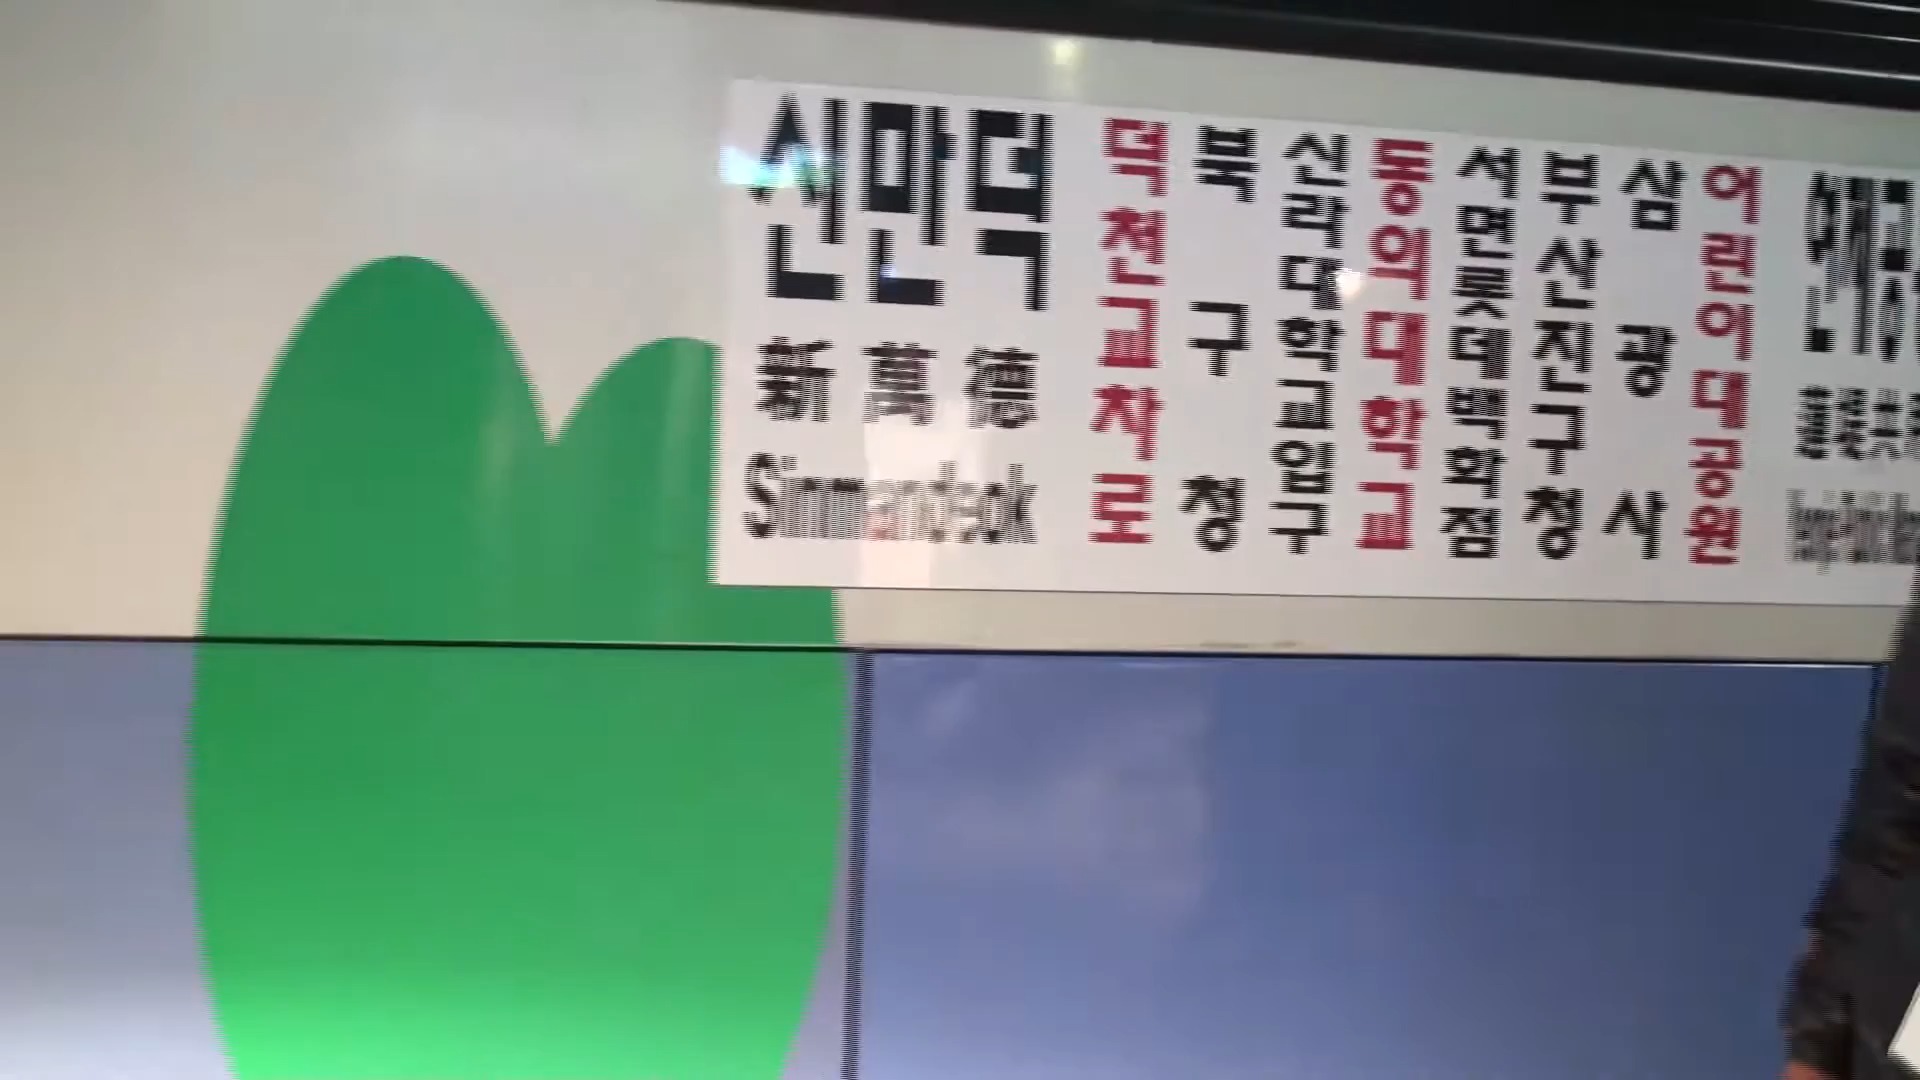 신만덕
新萬德
Sinmandeok
덕천교차로
북구청
신라대학교입구
동의대학교
서면롯데백화점
부산진구청
삼광사
어린이대공원